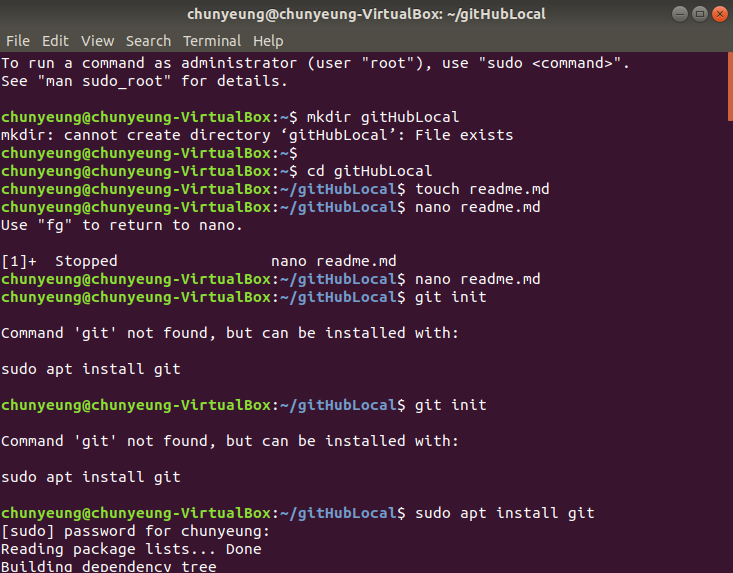 chunyeung@chunyeung-VirtualBox: ~/gitHubLocal
File Edit View Search Terminal Help
To run a command as administrator (user "root"), use "sudo <command>".
See "man sudo_root" for details.
chunyeung@chunyeung-VirtualBox:~$ mkdir gitHubLocal
mkdir: cannot create directory ‘gitHubLocal’: File exists
chunyeung@chunyeung-VirtualBox:~$
chunyeung@chunyeung-VirtualBox:~$ cd gitHubLocal
chunyeung@chunyeung-VirtualBox:~/gitHubLocal$ touch readme.md
chunyeung@chunyeung-VirtualBox:~/gitHubLocal$ nano readme.md
Use "fg" to return to nano.
[1]+  Stopped                 nano readme.md
chunyeung@chunyeung-VirtualBox:~/gitHubLocal$ nano readme.md
chunyeung@chunyeung-VirtualBox:~/gitHubLocal$ git init
Command 'git' not found, but can be installed with:
sudo apt install git
chunyeung@chunyeung-VirtualBox:~/gitHubLocal$ git init
Command 'git' not found, but can be installed with:
sudo apt install git
chunyeung@chunyeung-VirtualBox:~/gitHubLocal$ sudo apt install git
[sudo] password for chunyeung:
Reading package lists... Done
Building dependency tree